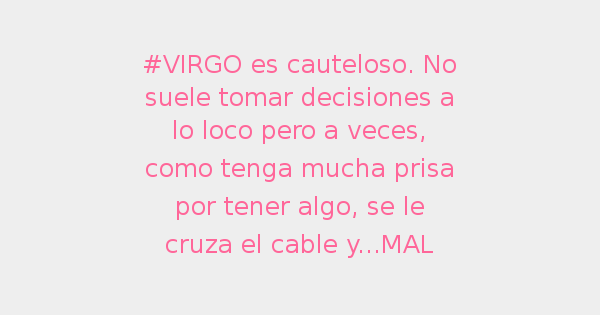 #VIRGO es cauteloso. No
suele tomar decisiones a
lo loco pero a veces,
como tenga mucha prisa
por tener algo, se le
cruza el cable y...MAL